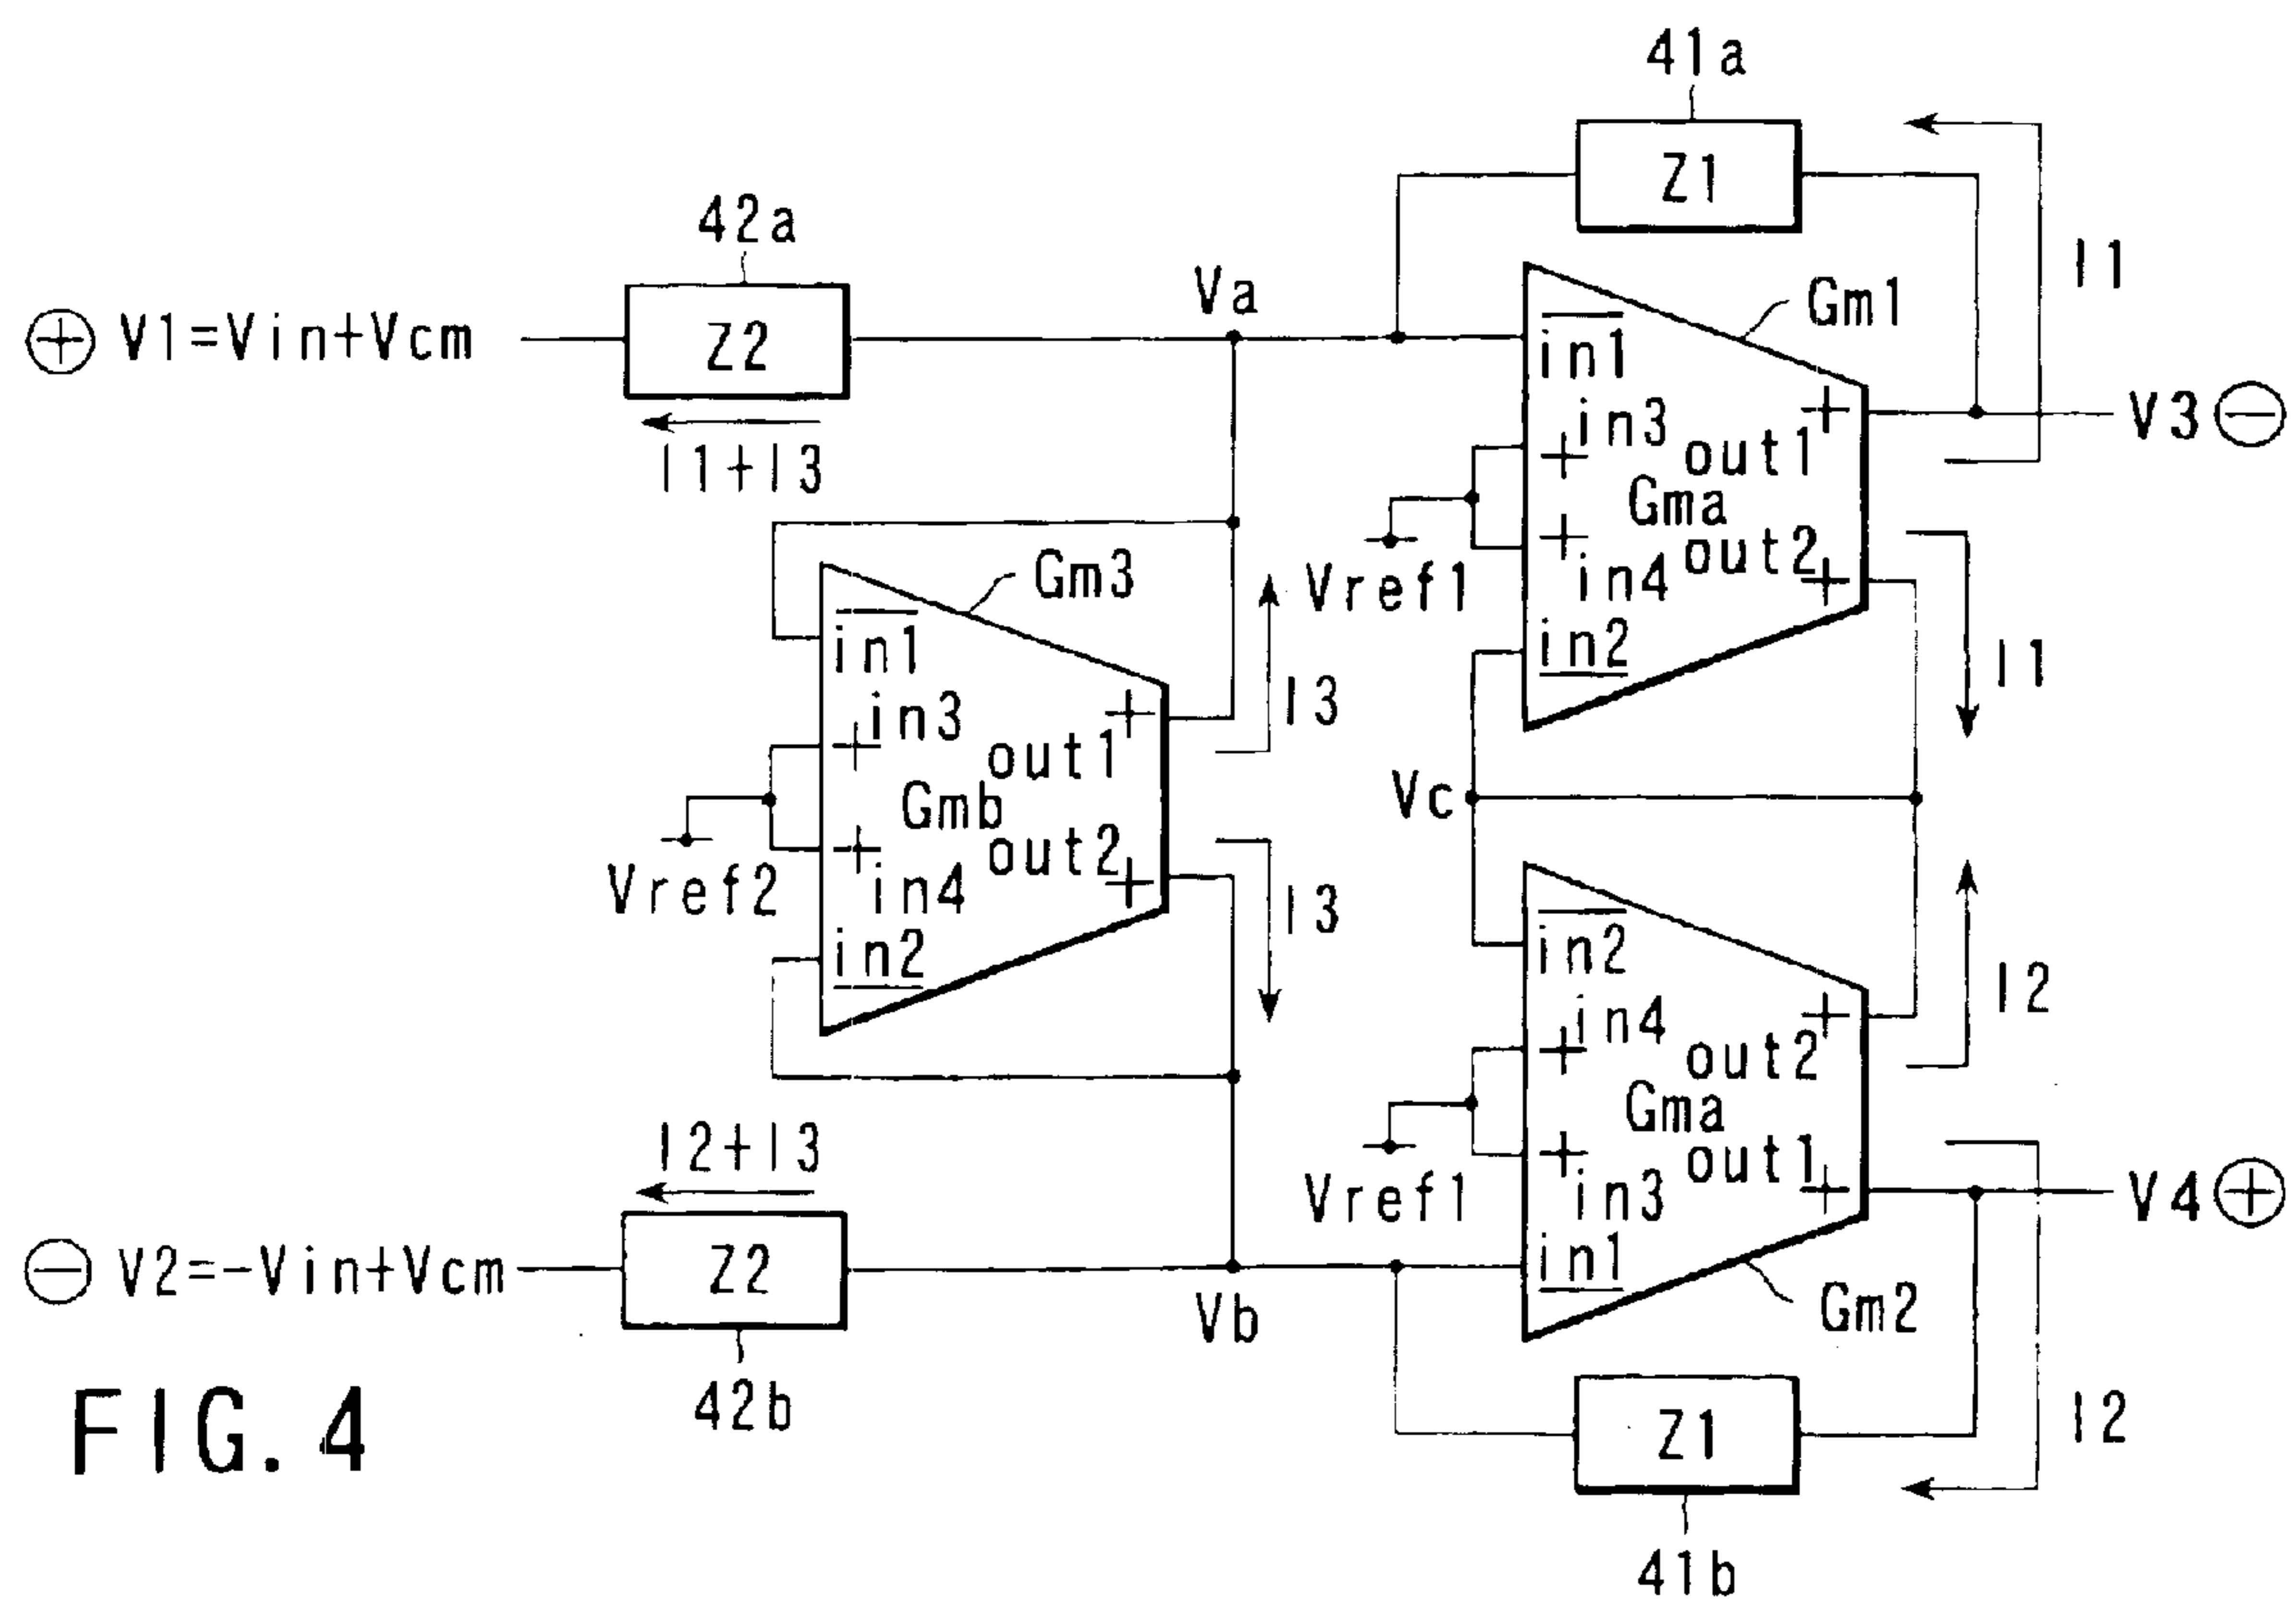 41a
Z1
I1
42a
⊕ V1=Vin+Vcm
Z2
Va
Gm1
I1+I3
in1
in3
+
out1
+
Gma
out2
+
in4
+
in2
V3 ⊖
Vref1
I1
Gm3
in1
in3
+
out1
+
Gmb
out2
+
in4
+
in2
I3
I3
Vref2
Vc
in2
in4
+
out2
+
Gma
out1
+
in3
+
in1
I2
Vref1
V4 ⊕
I2+I3
⊖ V2=-Vin+Vcm
Z2
Vb
Gm2
42b
Z1
I2
41b
FIG. 4